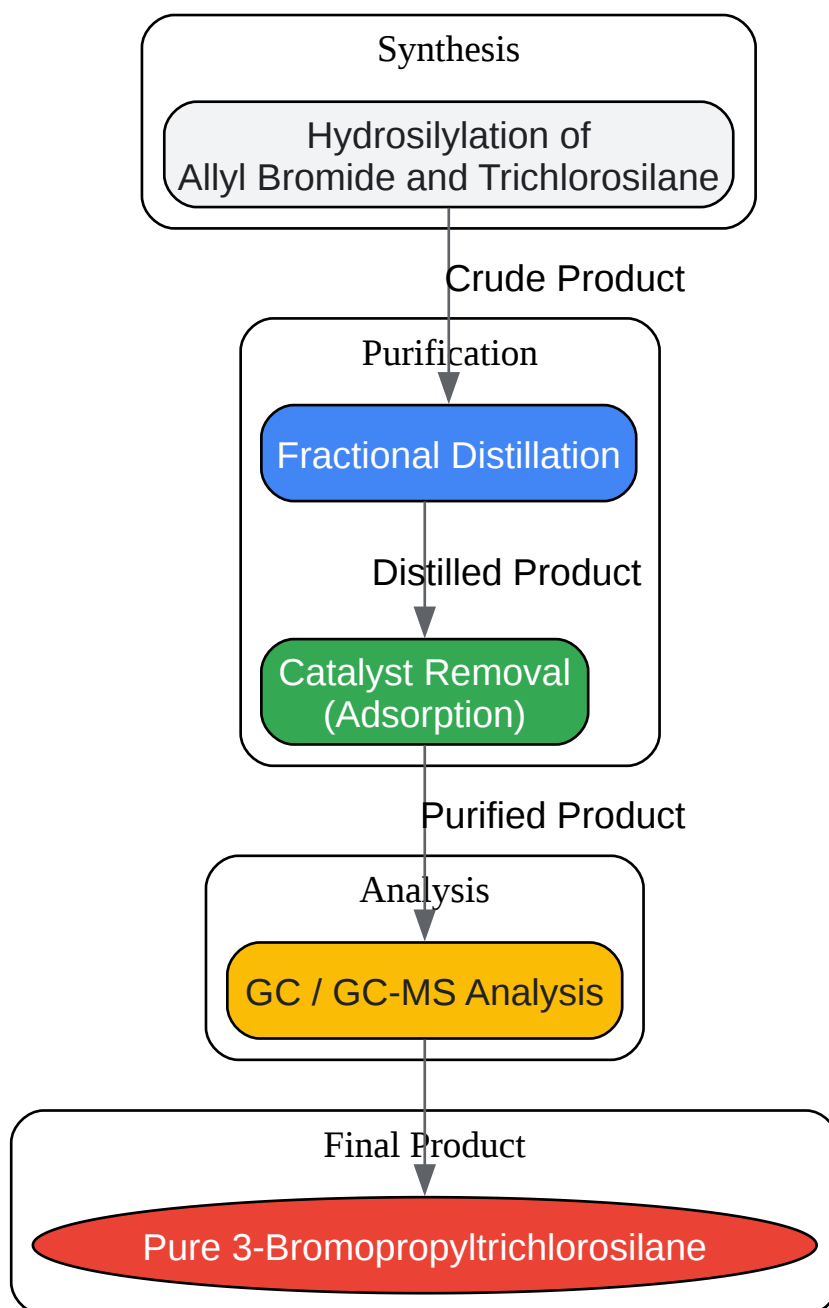 Synthesis
Hydrosilylation of
Allyl Bromide and Trichlorosilane
Crude Product
Purification
Fractional Distillation
Distilled Product
Catalyst Removal
(Adsorption)
Purified Product
Analysis
GC / GC-MS Analysis
Final Product
Pure 3-Bromopropyltrichlorosilane